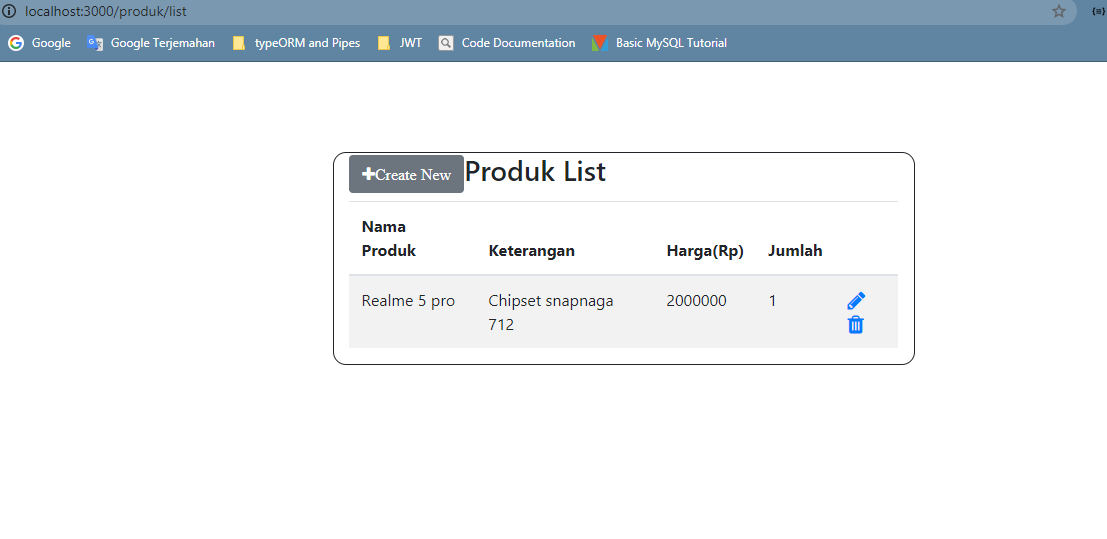 localhost:3000/produk/list
Google Google Terjemahan typeORM and Pipes JWT Code Documentation Basic MySQL Tutorial
Create New Produk List
Nama Produk Keterangan Harga(Rp) Jumlah
Realme 5 pro Chipset snapnaga 712 2000000 1